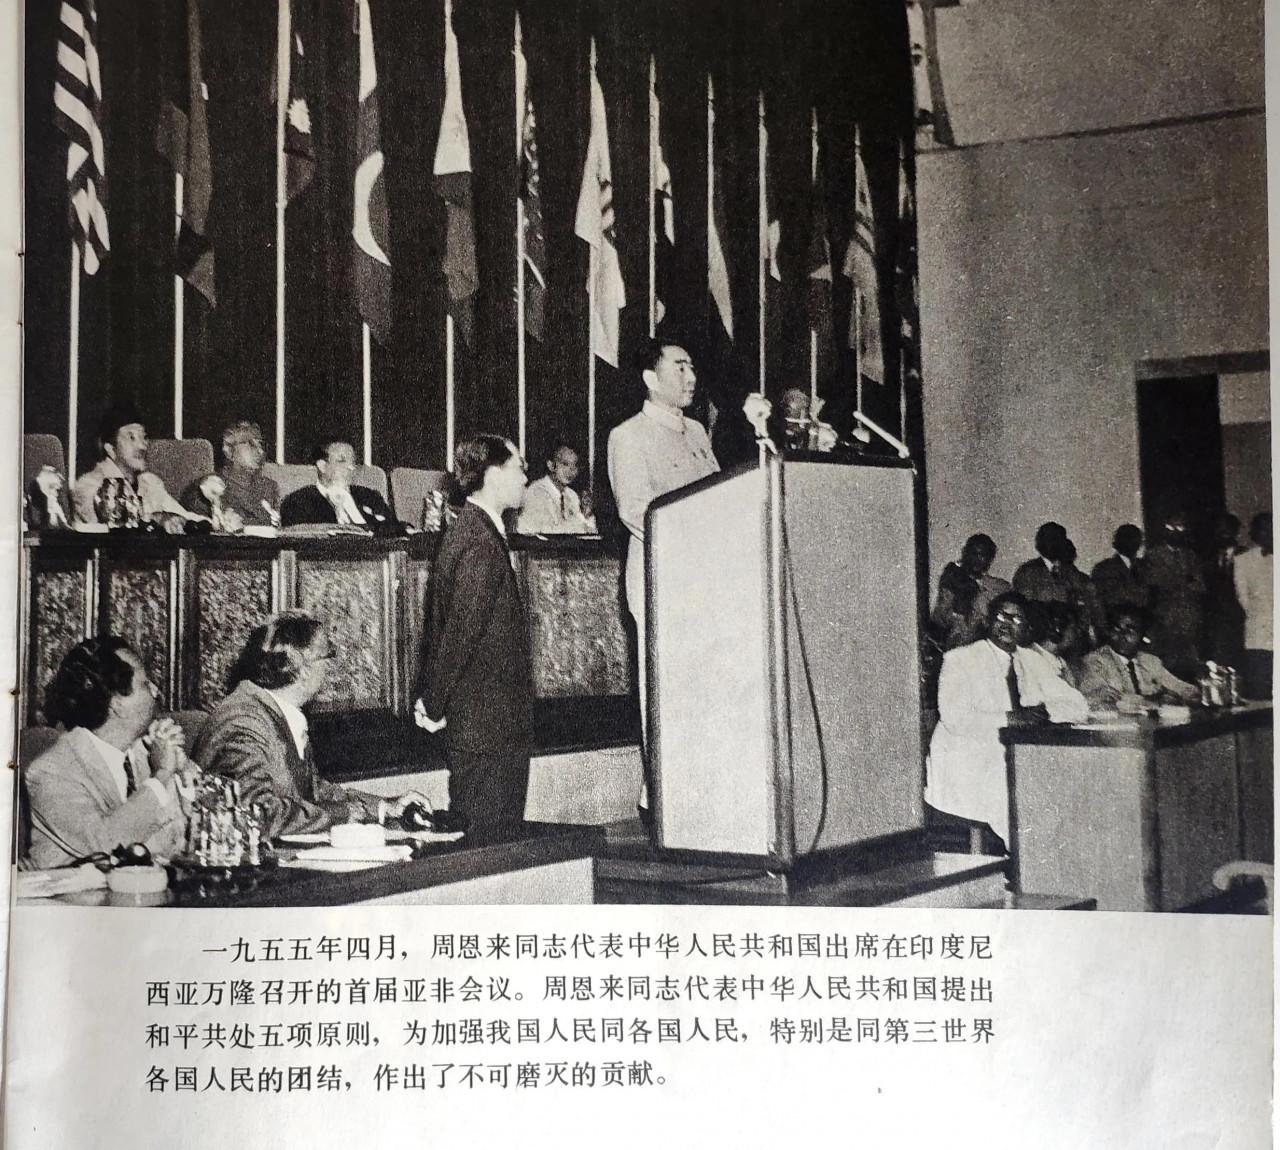 一九五五年四月，周恩来同志代表中华人民共和国出席在印度尼
西亚万隆召开的首届亚非会议。周恩来同志代表中华人民共和国提出
和平共处五项原则，为加强我国人民同各国人民，特别是同第三世界
各国人民的团结，作出了不可磨灭的贡献。